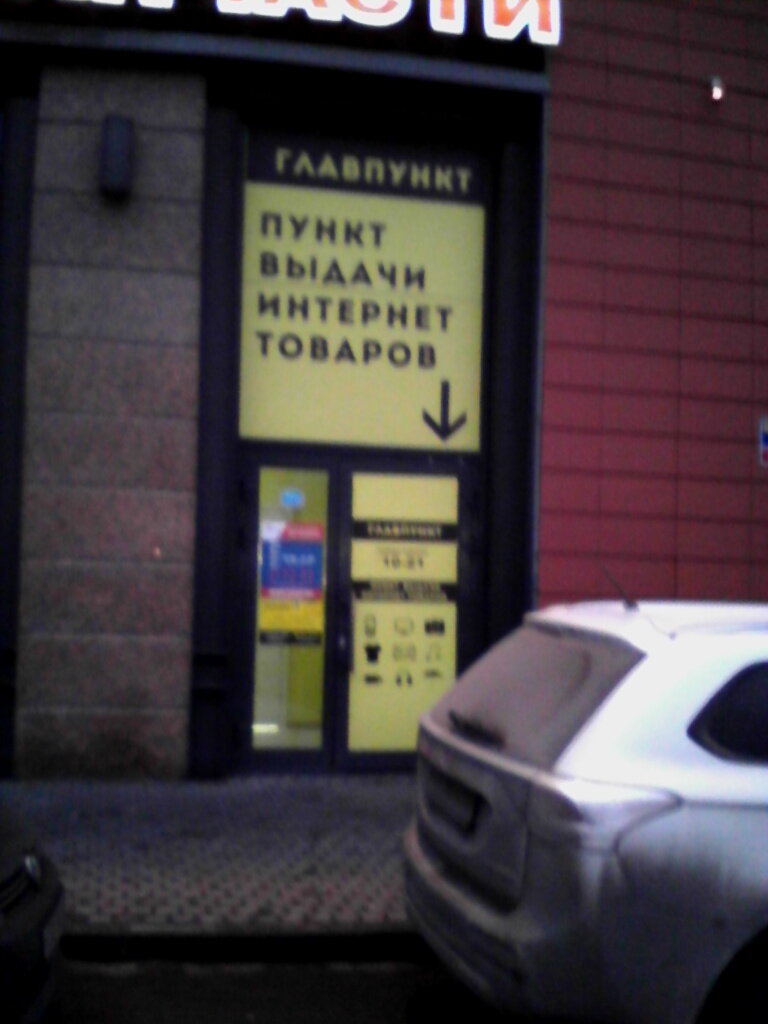 ГЛАВПУНКТ
ПУНКТ
ВЫДАЧИ
ИНТЕРНЕТ
ТОВАРОВ
ГЛАВПУНКТ
10-21